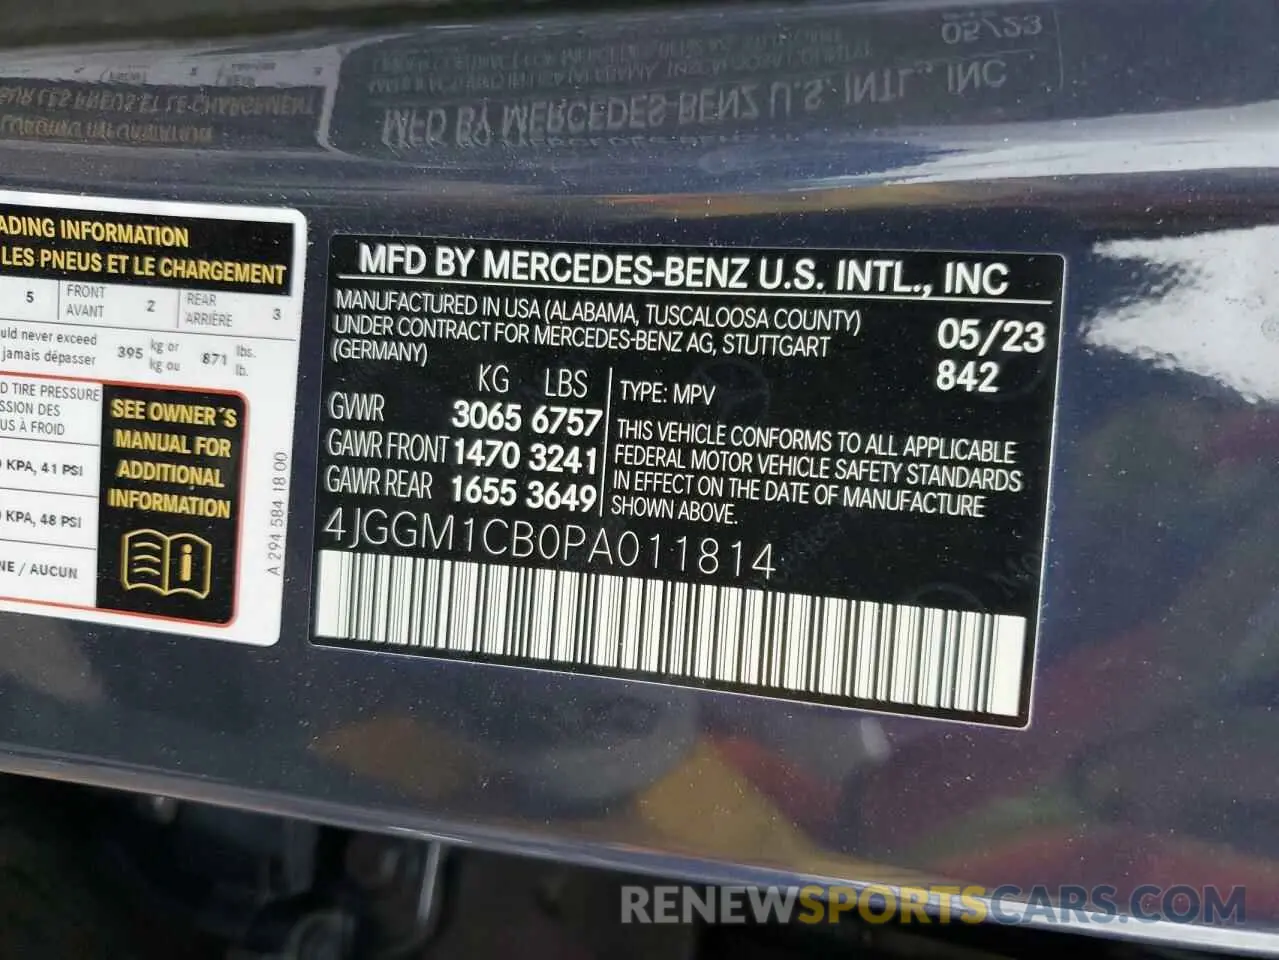 ADING INFORMATION
LES PNEUS ET LE CHARGEMENT
5 FRONT AVANT 2 REAR ARRIÈRE 3
uld never exceed
jamais dépasser 395 kg or kg ou 871 lbs. lb.
D TIRE PRESSURE
SSION DES
US À FROID
KPA, 41 PSI
KPA, 48 PSI
NE / AUCUN
SEE OWNER´S
MANUAL FOR
ADDITIONAL
INFORMATION
A 294 584 18 00
MFD BY MERCEDES-BENZ U.S. INTL., INC
MANUFACTURED IN USA (ALABAMA, TUSCALOOSA COUNTY)
UNDER CONTRACT FOR MERCEDES-BENZ AG, STUTTGART
(GERMANY)
05/23
842
KG LBS
GVWR 3065 6757
GAWR FRONT 1470 3241
GAWR REAR 1655 3649
TYPE: MPV
THIS VEHICLE CONFORMS TO ALL APPLICABLE
FEDERAL MOTOR VEHICLE SAFETY STANDARDS
IN EFFECT ON THE DATE OF MANUFACTURE
SHOWN ABOVE.
4JGGM1CB0PA011814
RENEWSPORTSCARS.COM